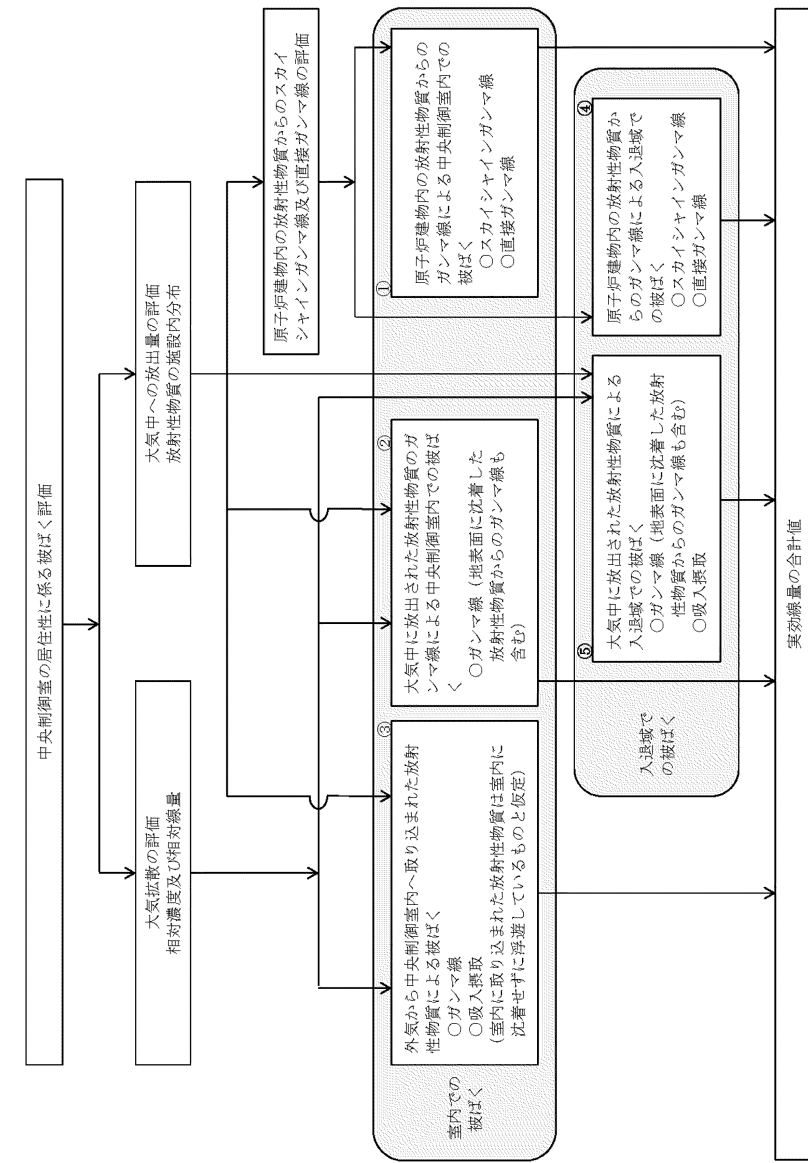 中央制御室の居住性に係る被ばく評価
大気拡散の評価
相対濃度及び相対線量
大気中への放出量の評価
放射性物質の施設内分布
原子炉建物内の放射性物質からのスカイ
シャインガンマ線及び直接ガンマ線の評価
室内での
被ばく
③
外気から中央制御室内へ取り込まれた放射
性物質による被ばく
○ガンマ線
○吸入摂取
(室内に取り込まれた放射性物質は室内に
沈着せずに浮遊しているものと仮定)
②
大気中に放出された放射性物質のガ
ンマ線による中央制御室内での被ば
く
○ガンマ線(地表面に沈着した
放射性物質からのガンマ線も
含む)
①
原子炉建物内の放射性物質からの
ガンマ線による中央制御室内での
被ばく
○スカイシャインガンマ線
○直接ガンマ線
入退域で
の被ばく
⑤
大気中に放出された放射性物質による
入退域での被ばく
○ガンマ線(地表面に沈着した放射
性物質からのガンマ線も含む)
○吸入摂取
④
原子炉建物内の放射性物質か
らのガンマ線による入退域で
の被ばく
○スカイシャインガンマ線
○直接ガンマ線
実効線量の合計値